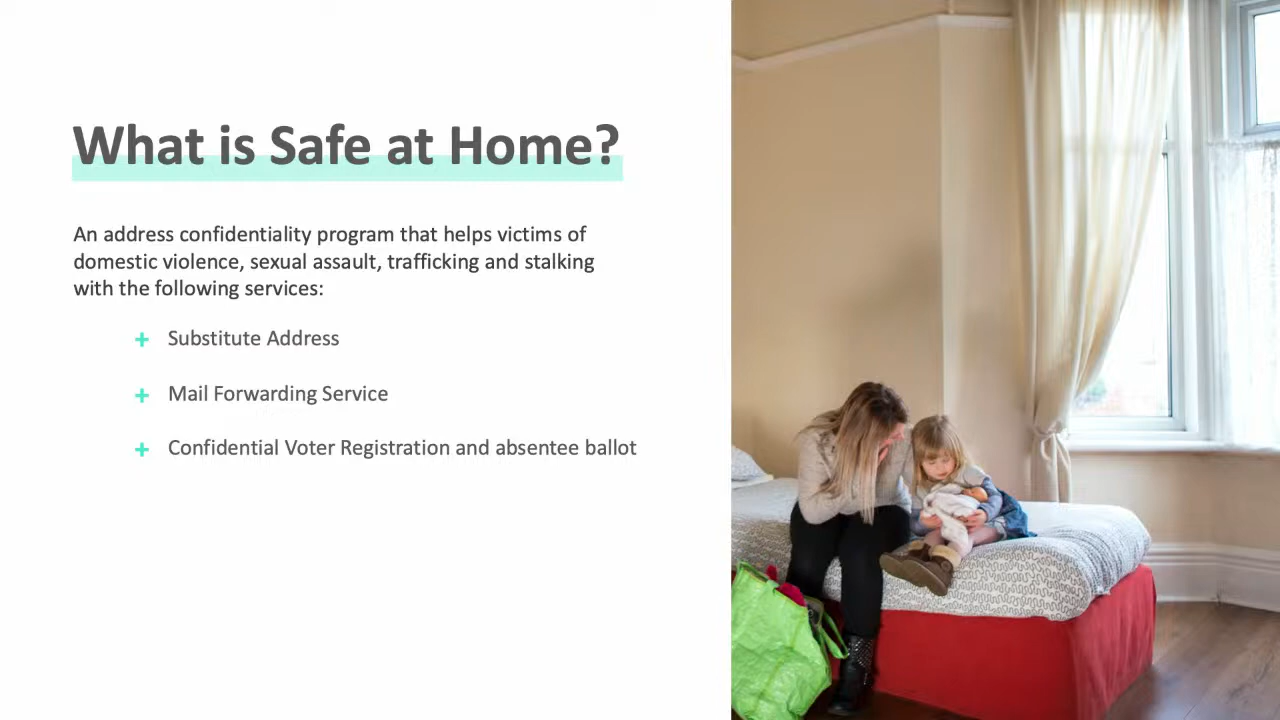 What is Safe at Home?
An address confidentiality program that helps victims of
domestic violence, sexual assault, trafficking and stalking
with the following services:
+ Substitute Address
+ Mail Forwarding Service
+ Confidential Voter Registration and absentee ballot